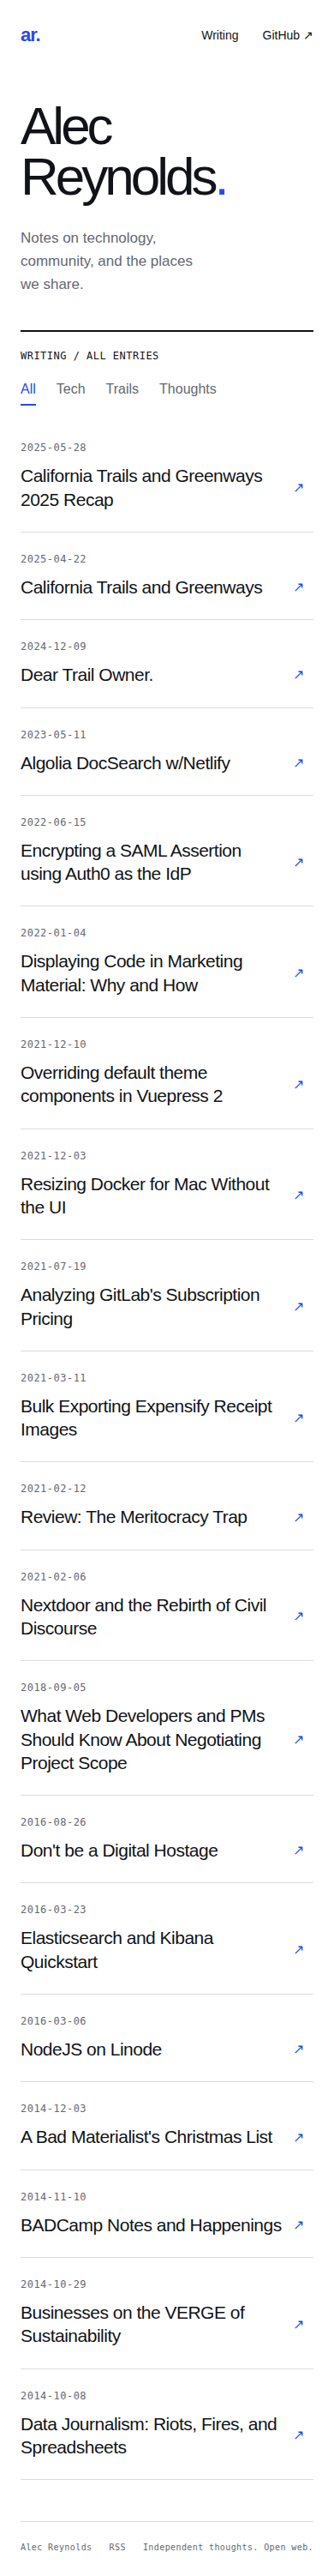 ar.
Writing GitHub ↗
Alec
Reynolds.
Notes on technology,
community, and the places
we share.
WRITING / ALL ENTRIES
All Tech Trails Thoughts
2025-05-28
California Trails and Greenways
2025 Recap
↗
2025-04-22
California Trails and Greenways ↗
2024-12-09
Dear Trail Owner. ↗
2023-05-11
Algolia DocSearch w/Netlify ↗
2022-06-15
Encrypting a SAML Assertion
using Auth0 as the IdP
↗
2022-01-04
Displaying Code in Marketing
Material: Why and How
↗
2021-12-10
Overriding default theme
components in Vuepress 2
↗
2021-12-03
Resizing Docker for Mac Without
the UI
↗
2021-07-19
Analyzing GitLab's Subscription
Pricing
↗
2021-03-11
Bulk Exporting Expensify Receipt
Images
↗
2021-02-12
Review: The Meritocracy Trap ↗
2021-02-06
Nextdoor and the Rebirth of Civil
Discourse
↗
2018-09-05
What Web Developers and PMs
Should Know About Negotiating
Project Scope
↗
2016-08-26
Don't be a Digital Hostage ↗
2016-03-23
Elasticsearch and Kibana
Quickstart
↗
2016-03-06
NodeJS on Linode ↗
2014-12-03
A Bad Materialist's Christmas List ↗
2014-11-10
BADCamp Notes and Happenings ↗
2014-10-29
Businesses on the VERGE of
Sustainability
↗
2014-10-08
Data Journalism: Riots, Fires, and
Spreadsheets
↗
Alec Reynolds RSS Independent thoughts. Open web.